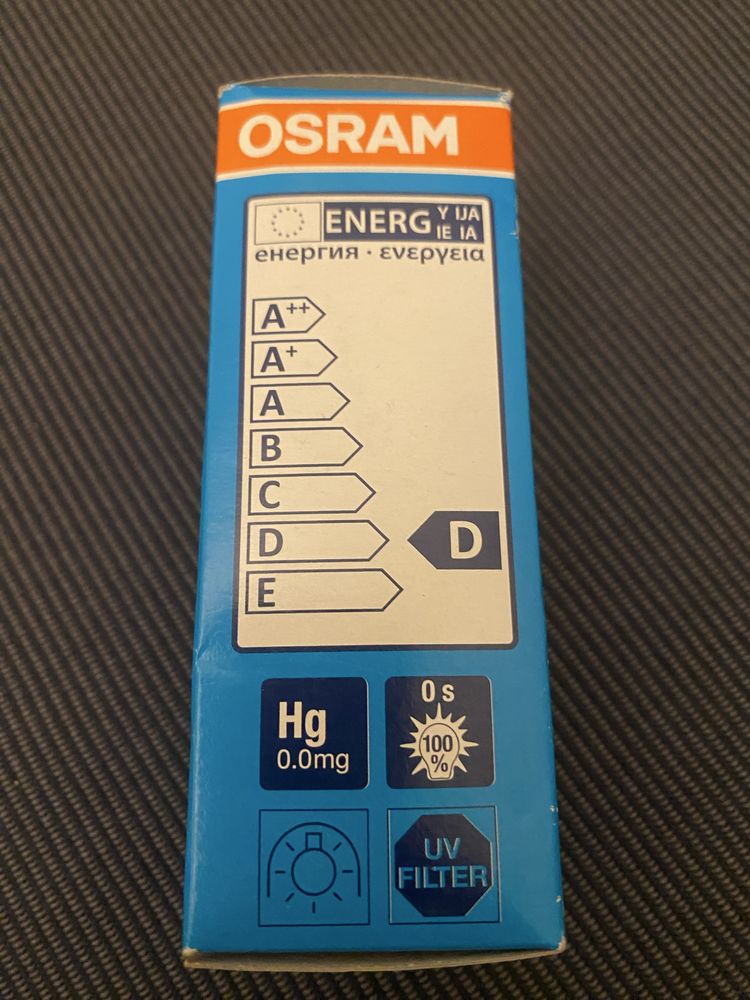 OSRAM
ENERG Y IJA
IE IA
енергия · ενεργεια
A++
A+
A
B
C
D
D
E
Hg
0.0mg
0 s
100
%
UV
FILTER